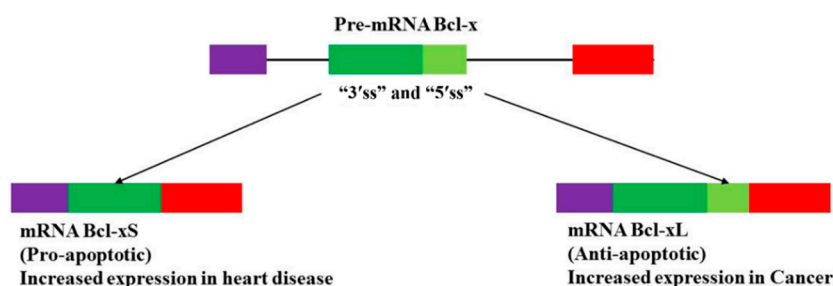 Pre-mRNA Bcl-x
“3′ss” and “5′ss”
mRNA Bcl-xS
(Pro-apoptotic)
Increased expression in heart disease
mRNA Bcl-xL
(Anti-apoptotic)
Increased expression in Cancer